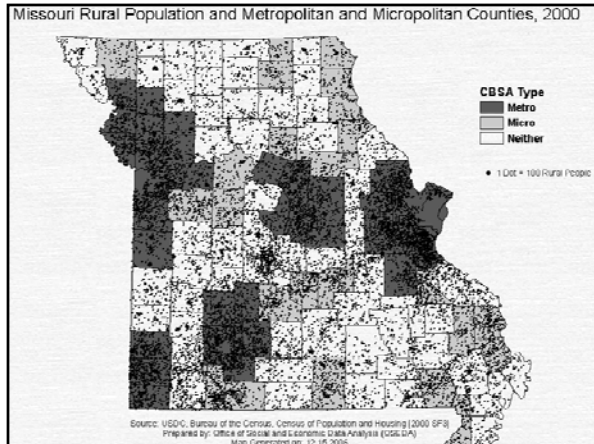 Missouri Rural Population and Metropolitan and Micropolitan Counties, 2000
CBSA Type
Metro
Micro
Neither
1 Dot = 100 Rural People
Source: USDC, Bureau of the Census, Census of Population and Housing [2000 SF3]
Prepared by: Office of Social and Economic Data Analysis (OSEDA)
Map Generated on: 12.15.2006